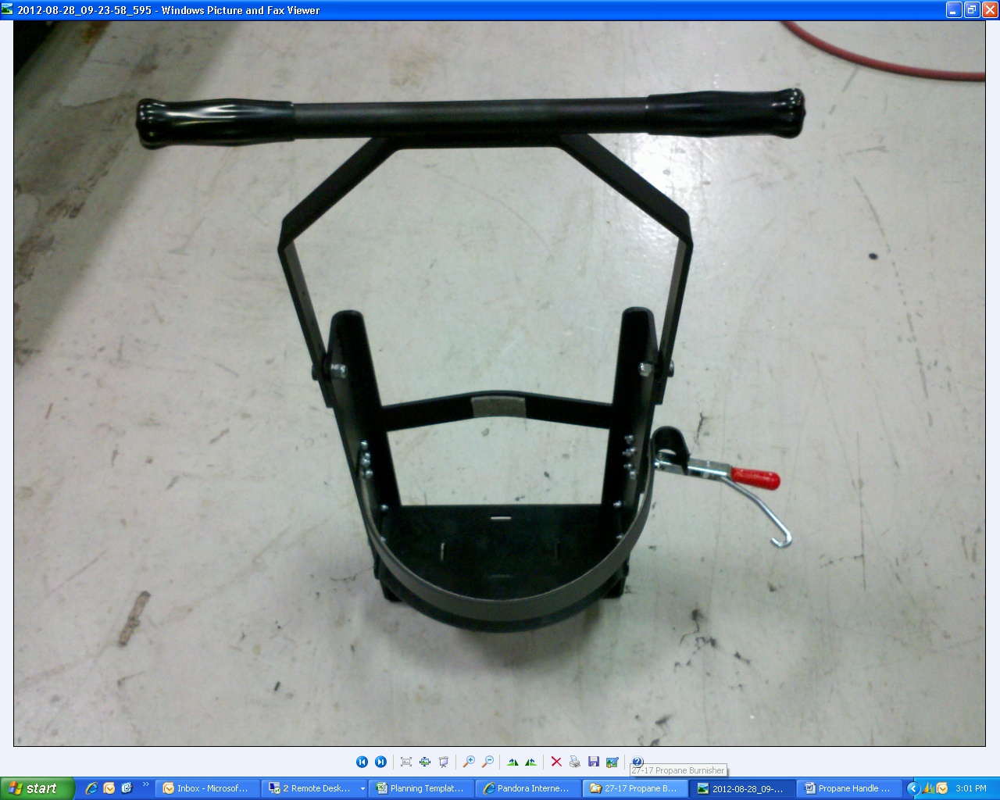 2012-08-28_09-23-58_595 - Windows Picture and Fax Viewer
27-17 Propane Burnisher
start
Inbox - Microsof...
2 Remote Desk...
Planning Templat...
Pandora Interne...
27-17 Propane B...
2012-08-28_09-...
Propane Handle ...
3:01 PM